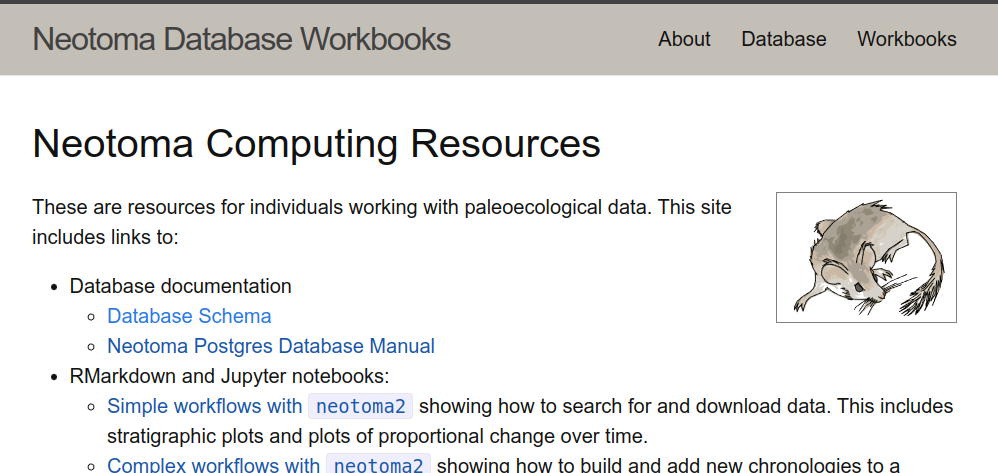 Neotoma Database Workbooks
About Database Workbooks
Neotoma Computing Resources
These are resources for individuals working with paleoecological data. This site
includes links to:
Database documentation
Database Schema
Neotoma Postgres Database Manual
RMarkdown and Jupyter notebooks:
Simple workflows with neotoma2 showing how to search for and download data. This includes
stratigraphic plots and plots of proportional change over time.
Complex workflows with neotoma2 showing how to build and add new chronologies to a